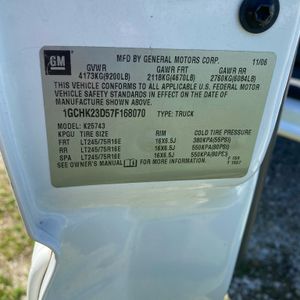 GM
MFD BY GENERAL MOTORS CORP. 11/06
GVWR GAWR FRT GAWR RR
4173KG(9200LB) 2118KG(4670LB) 2760KG(6084LB)
THIS VEHICLE CONFORMS TO ALL APPLICABLE U.S. FEDERAL MOTOR
VEHICLE SAFETY STANDARDS IN EFFECT ON THE DATE OF
MANUFACTURE SHOWN ABOVE.
1GCHK23D57F168070 TYPE: TRUCK
MODEL: K25743
TIRE SIZE RIM COLD TIRE PRESSURE
FRT LT245/75R16E 16X6.5J 380KPA(55PSI)
RR LT245/75R16E 16X6.5J 550KPA(80PSI)
SPA LT245/75R16E 16X6.5J 550KPA(80PSI)
SEE OWNER'S MANUAL FOR ADDITIONAL INFORMATION